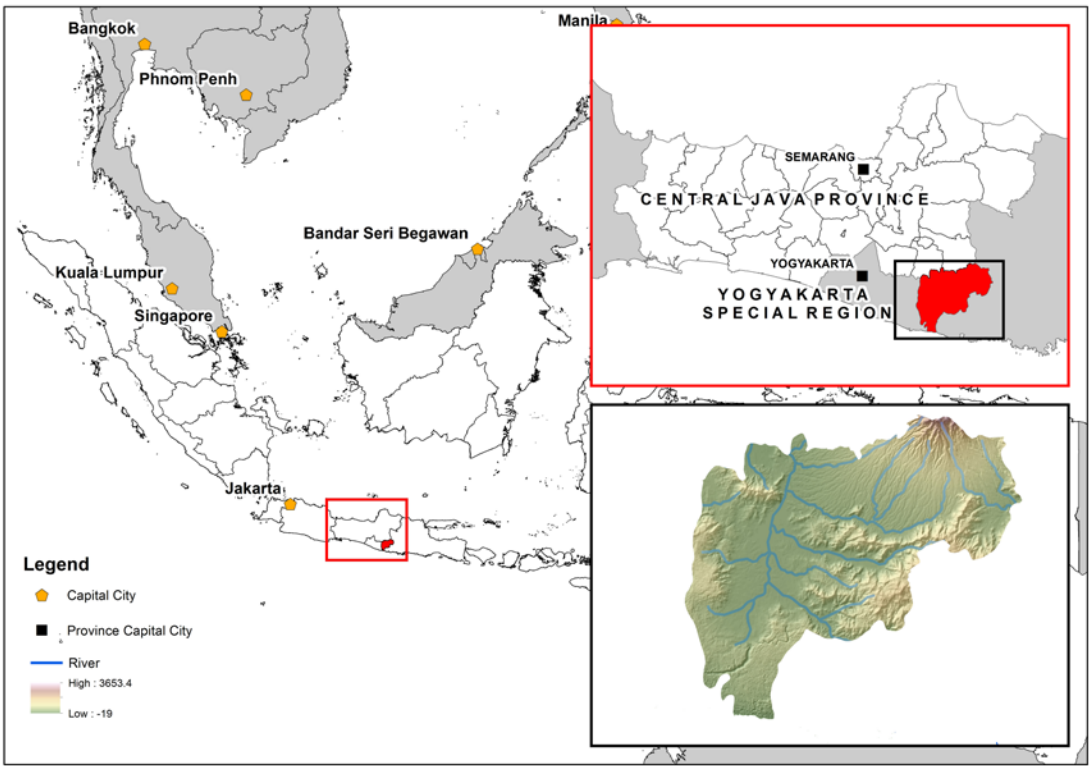 Bangkok
Manila
Phnom Penh
SEMARANG
CENTRAL JAVA PROVINCE
Bandar Seri Begawan
YOGYAKARTA
Kuala Lumpur
YOGYAKARTA
SPECIAL REGION
Singapore
Jakarta
Legend
Capital City
Province Capital City
River
High : 3653.4
Low : -19